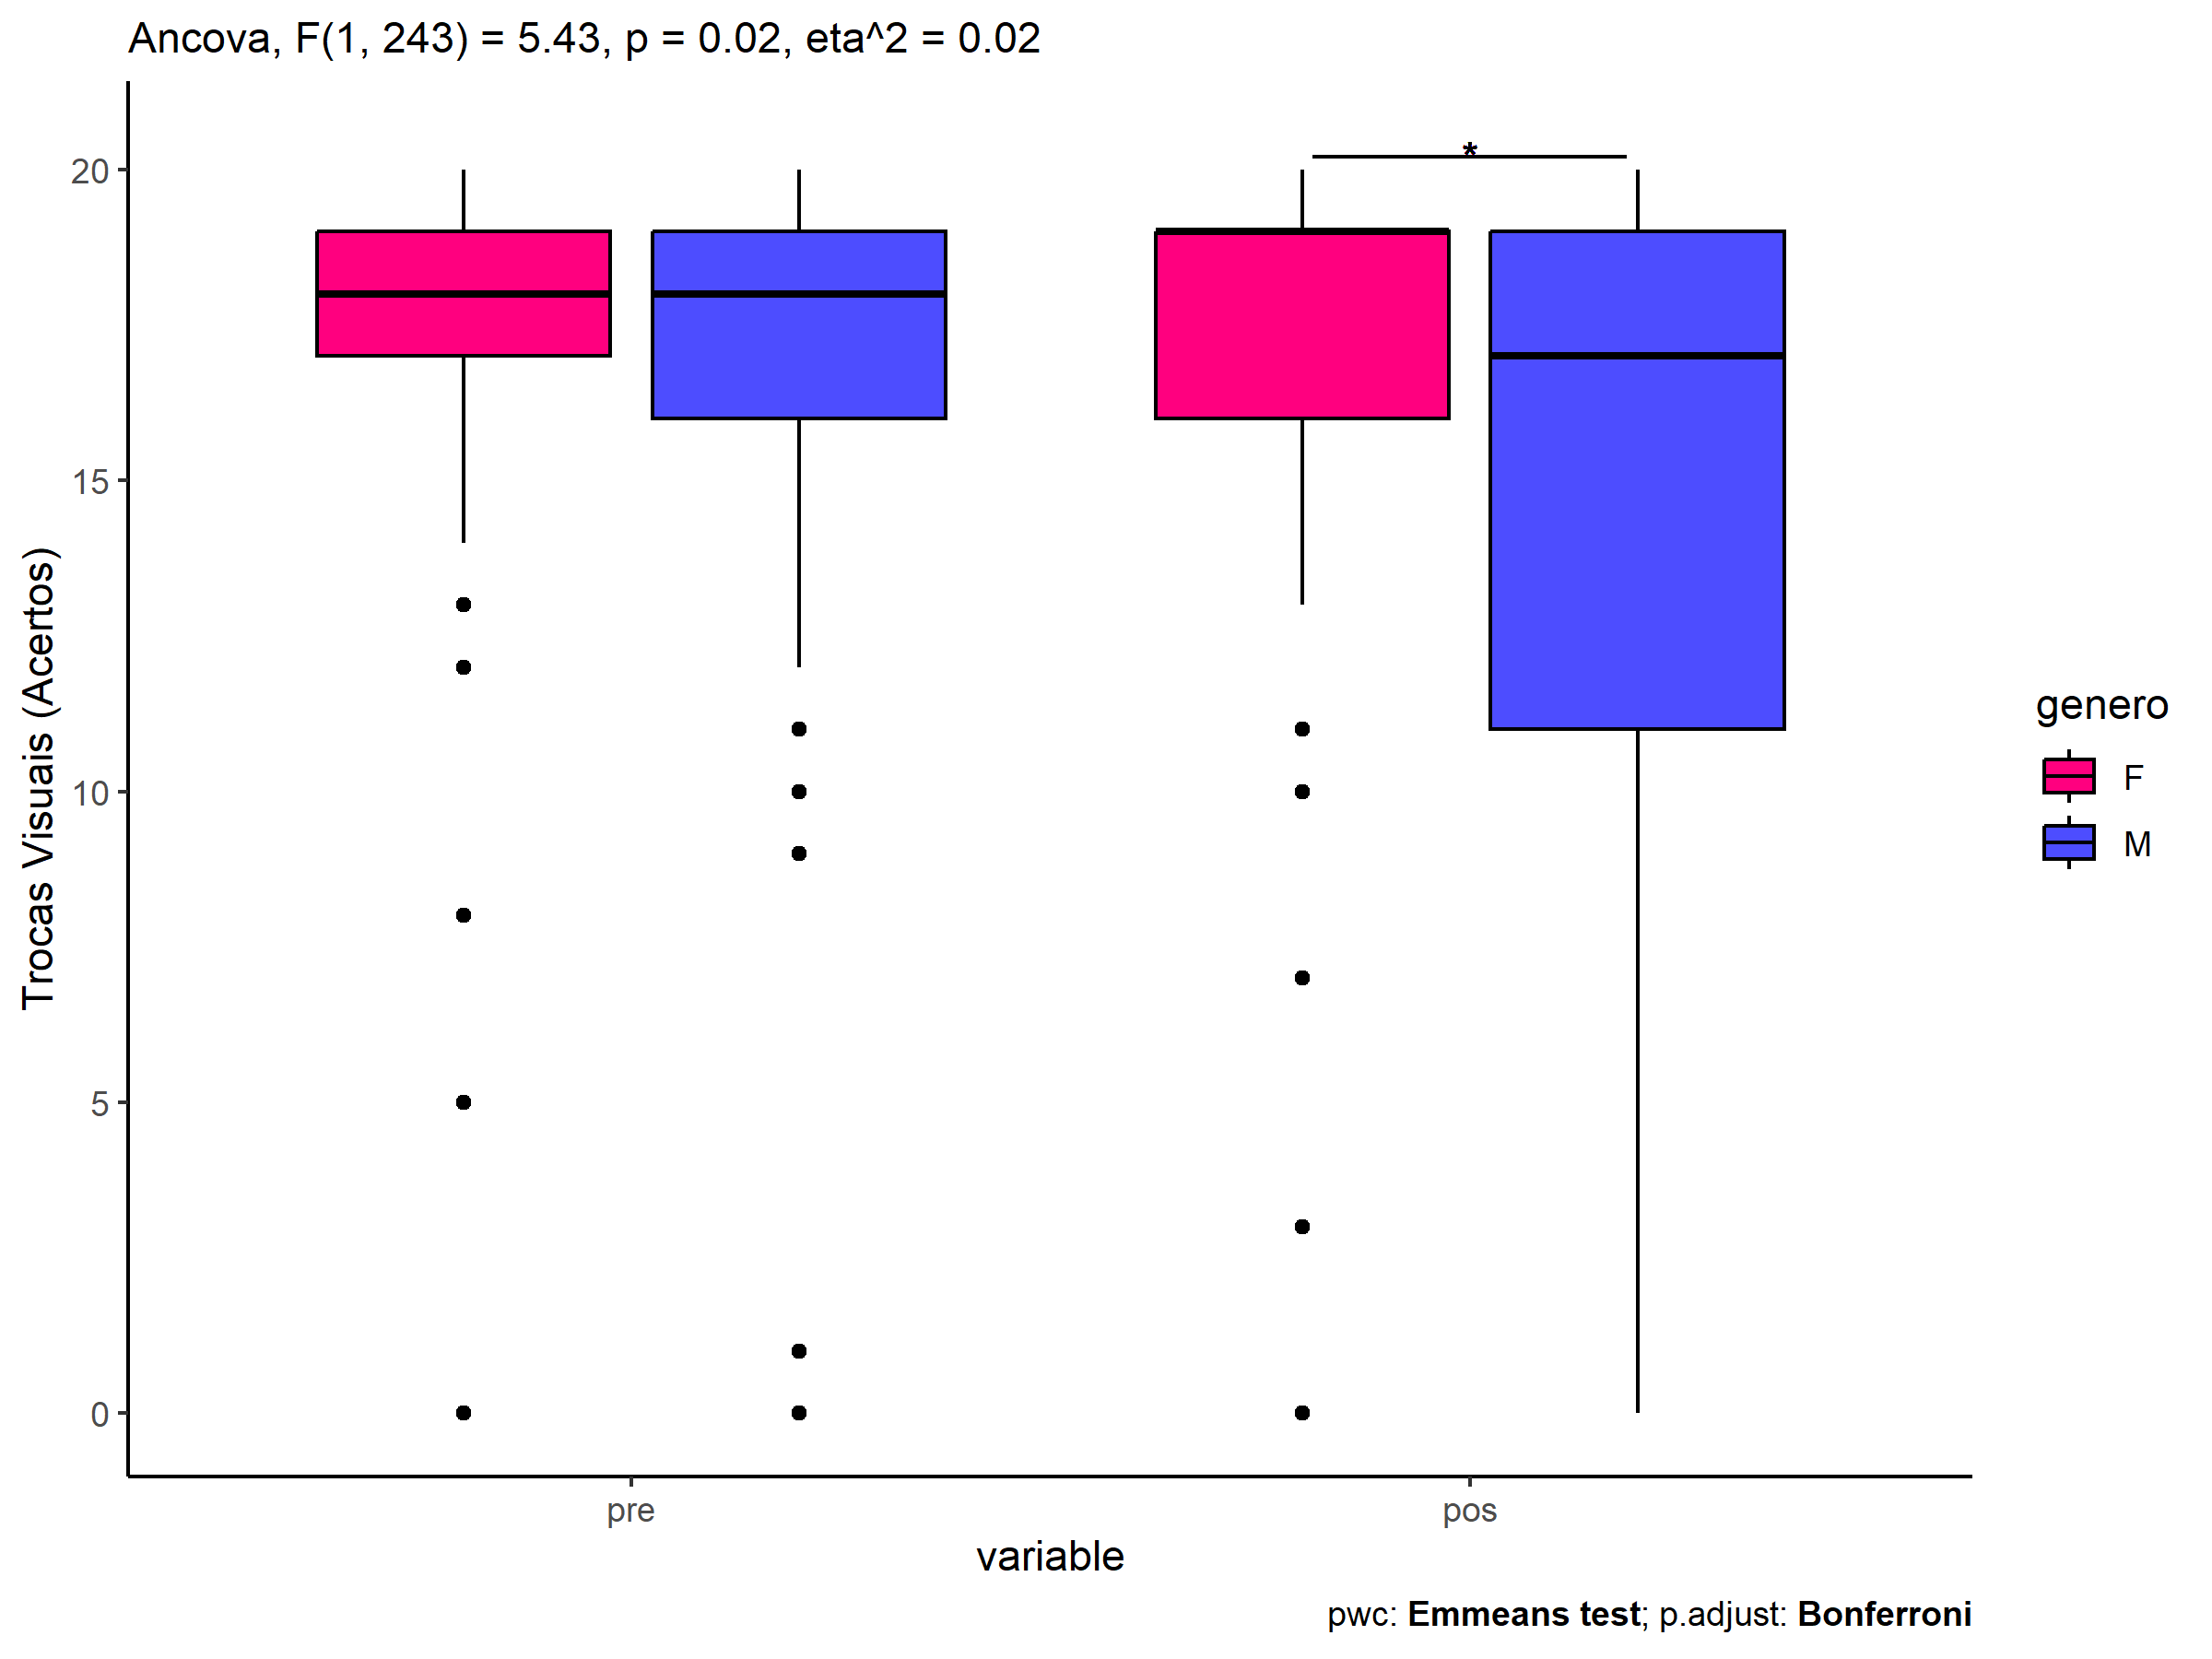 Ancova, F(1, 243) = 5.43, p = 0.02, eta^2 = 0.02
*
20
15
10
5
0
Trocas Visuais (Acertos)
pre
pos
variable
genero
F
M
pwc: Emmeans test; p.adjust: Bonferroni